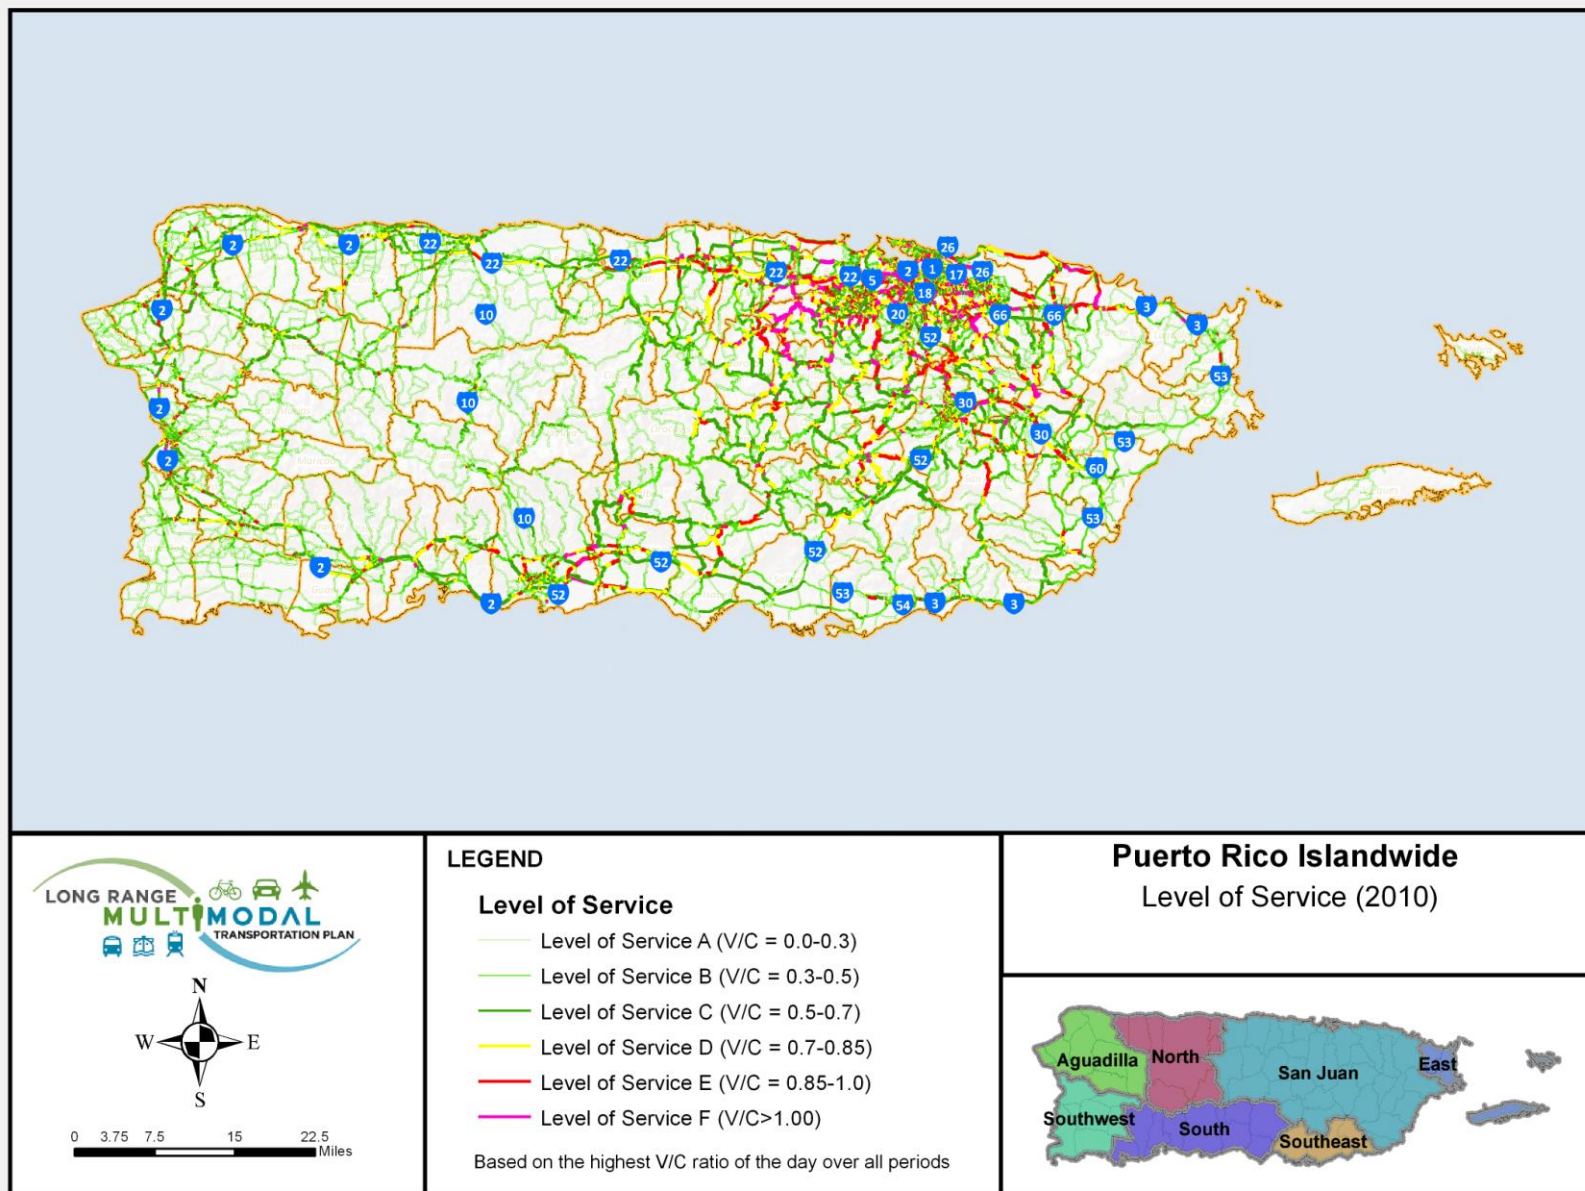 26
2
2
22
22
22
22
22
5
2
1
17
26
2
10
18
20
66
66
3
3
52
53
2
10
30
30
53
2
52
60
10
53
2
52
52
2
52
53
54
3
3
LONG RANGE
MULTIMODAL
TRANSPORTATION PLAN
N
W
E
S
0 3.75 7.5 15 22.5
Miles
LEGEND
Level of Service
Level of Service A (V/C = 0.0-0.3)
Level of Service B (V/C = 0.3-0.5)
Level of Service C (V/C = 0.5-0.7)
Level of Service D (V/C = 0.7-0.85)
Level of Service E (V/C = 0.85-1.0)
Level of Service F (V/C>1.00)
Based on the highest V/C ratio of the day over all periods
Puerto Rico Islandwide
Level of Service (2010)
Aguadilla
North
San Juan
East
Southwest
South
Southeast